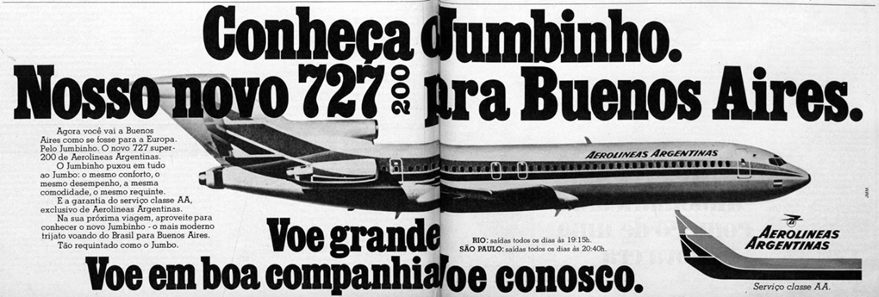 Conheça o Jumbinho.
Nosso novo 727 200 pra Buenos Aires.
Agora você vai a Buenos
Aires como se fosse para a Europa.
Pelo Jumbinho. O novo 727 super-
200 de Aerolineas Argentinas.
O Jumbinho puxou em tudo
ao Jumbo: o mesmo conforto, o
mesmo desempenho, a mesma
comodidade, o mesmo requinte.
E a garantia do serviço classe AA,
exclusivo de Aerolineas Argentinas.
Na sua próxima viagem, aproveite para
conhecer o novo Jumbinho - o mais moderno
trijato voando do Brasil para Buenos Aires.
Tão requintado como o Jumbo.
AEROLINEAS ARGENTINAS
Voe grande
Voe em boa companhia Voe conosco.
RIO: saídas todos os dias às 19:15h.
SÃO PAULO: saídas todos os dias às 20:40h.
AEROLINEAS
ARGENTINAS
Serviço classe AA.